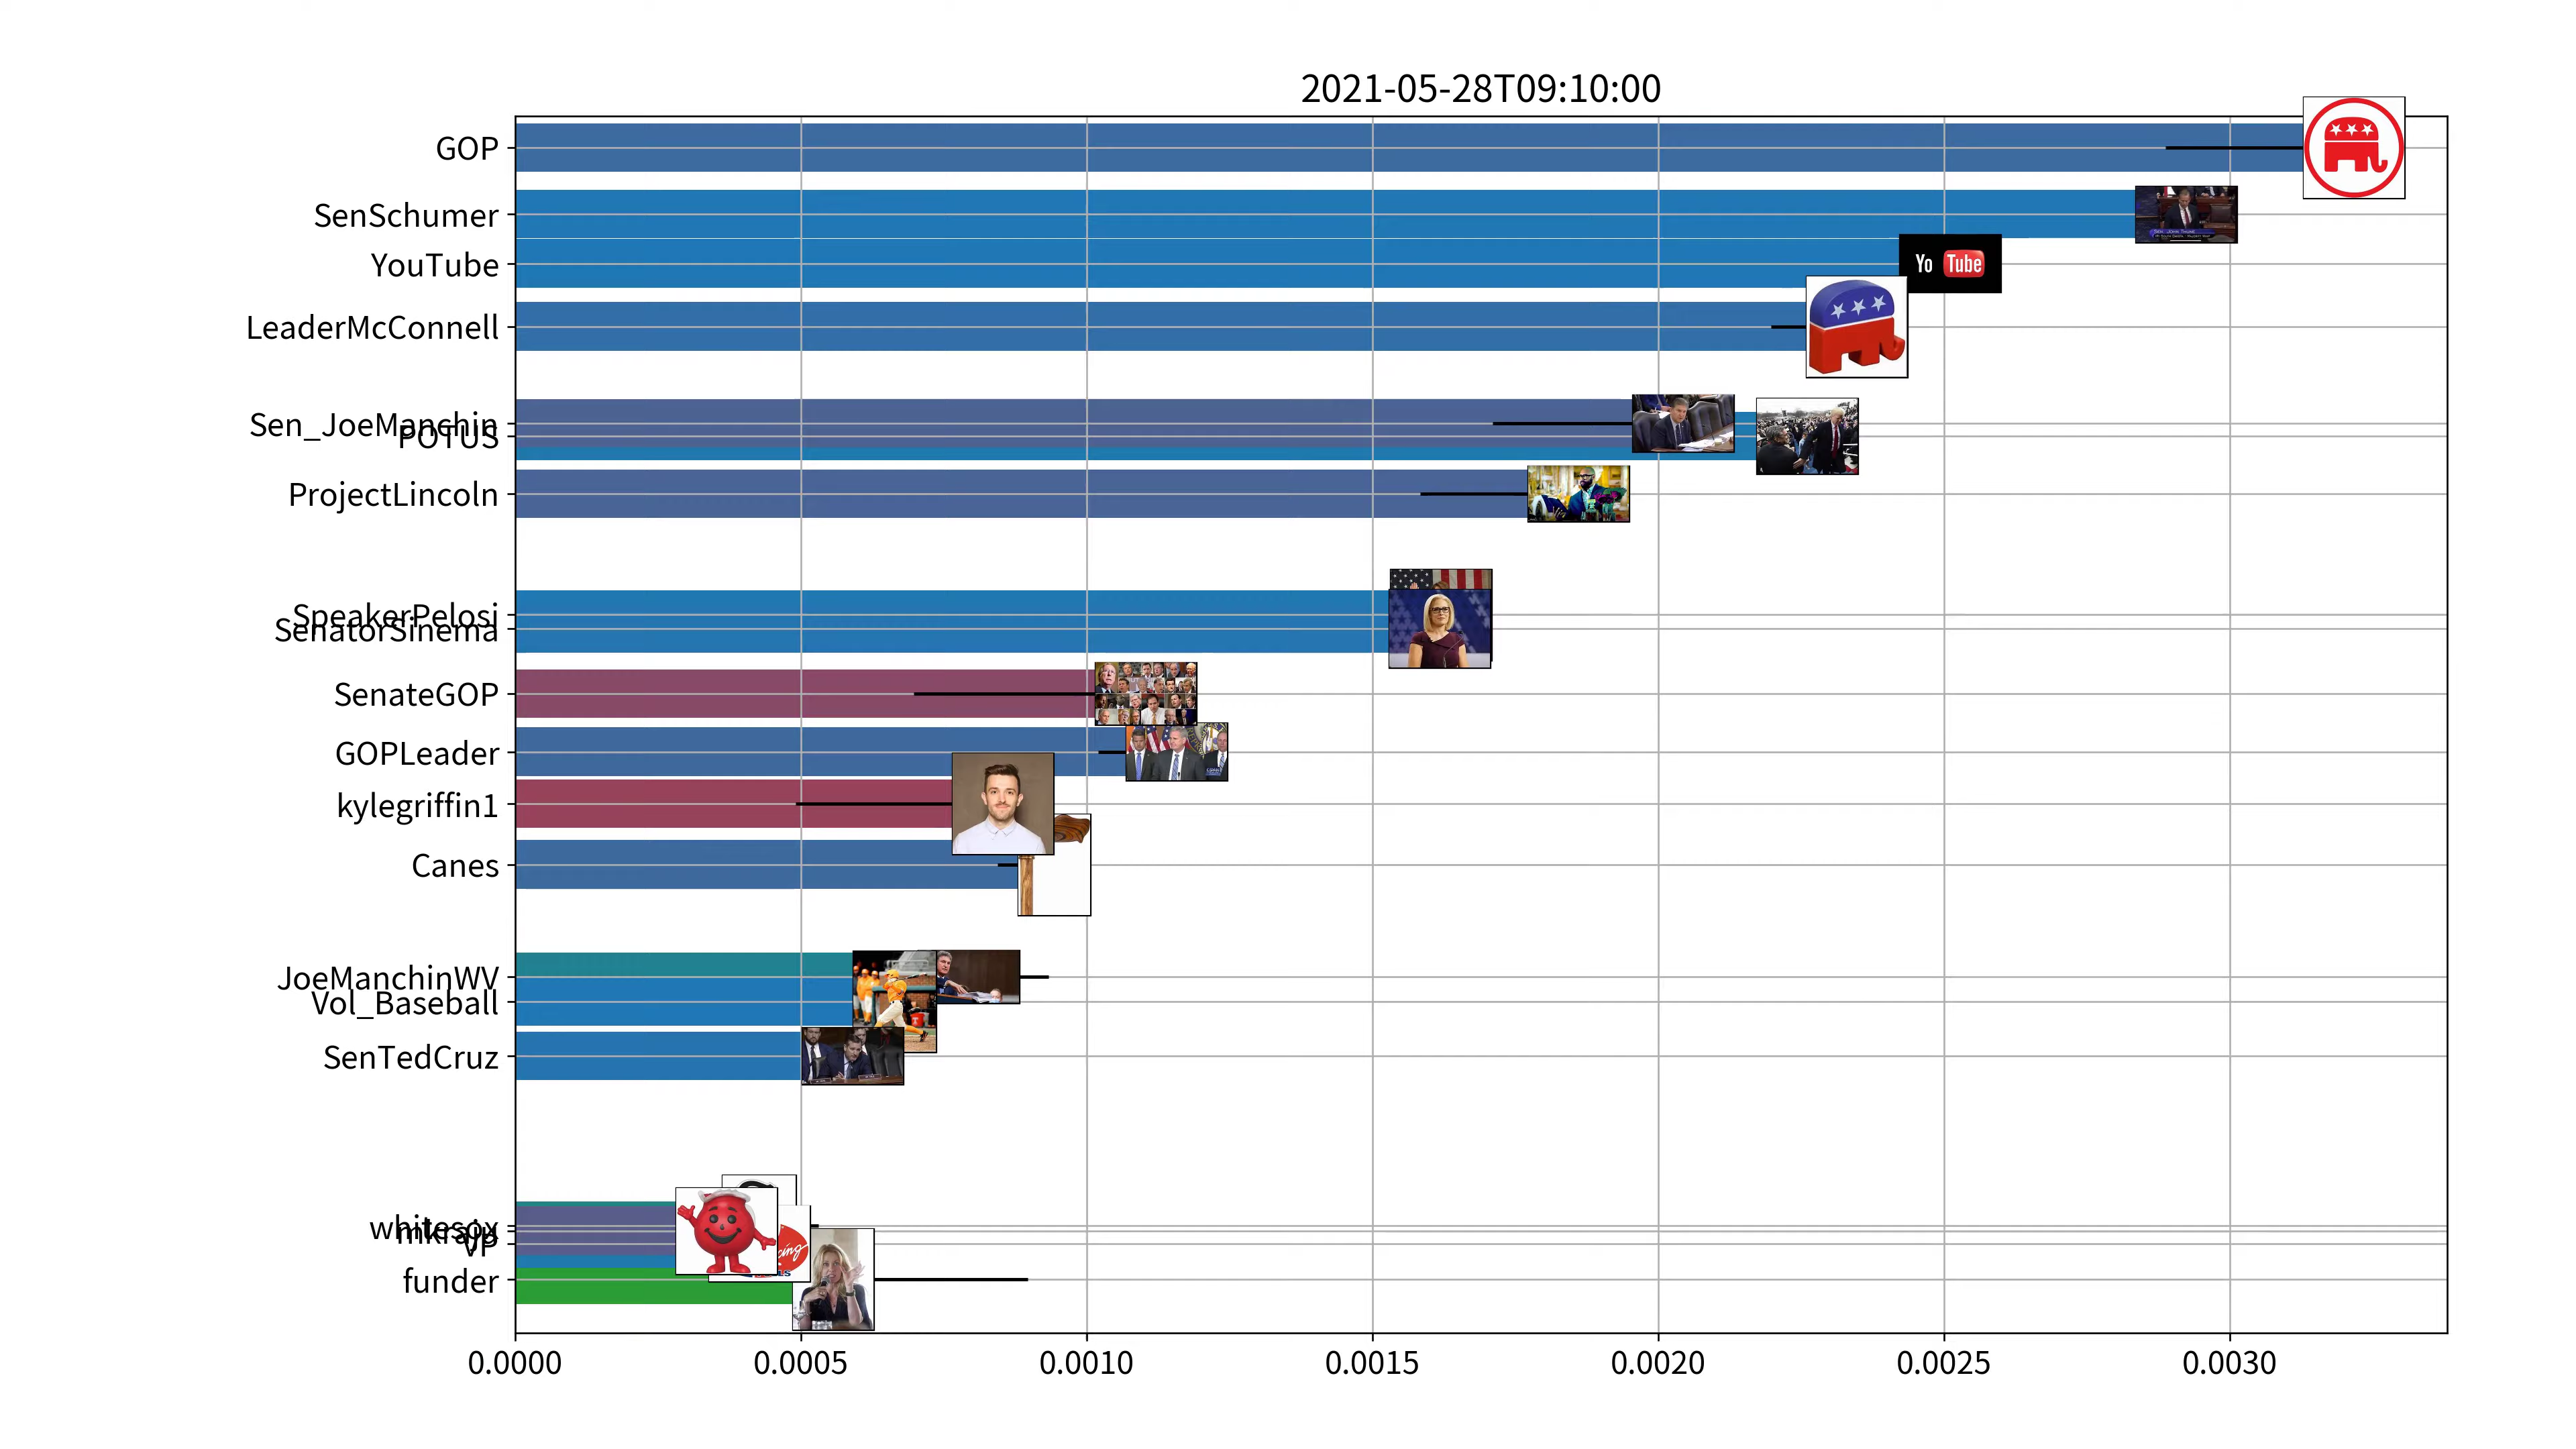 2021-05-28T09:10:00
GOP
SenSchumer
YouTube
Yo Tube
LeaderMcConnell
Sen_JoeManchin
POTUS
ProjectLincoln
SpeakerPelosi
SenatorSinema
SenateGOP
GOPLeader
kylegriffin1
Canes
JoeManchinWV
Vol_Baseball
SenTedCruz
whitesox
VP
funder
0.0000 0.0005 0.0010 0.0015 0.0020 0.0025 0.0030